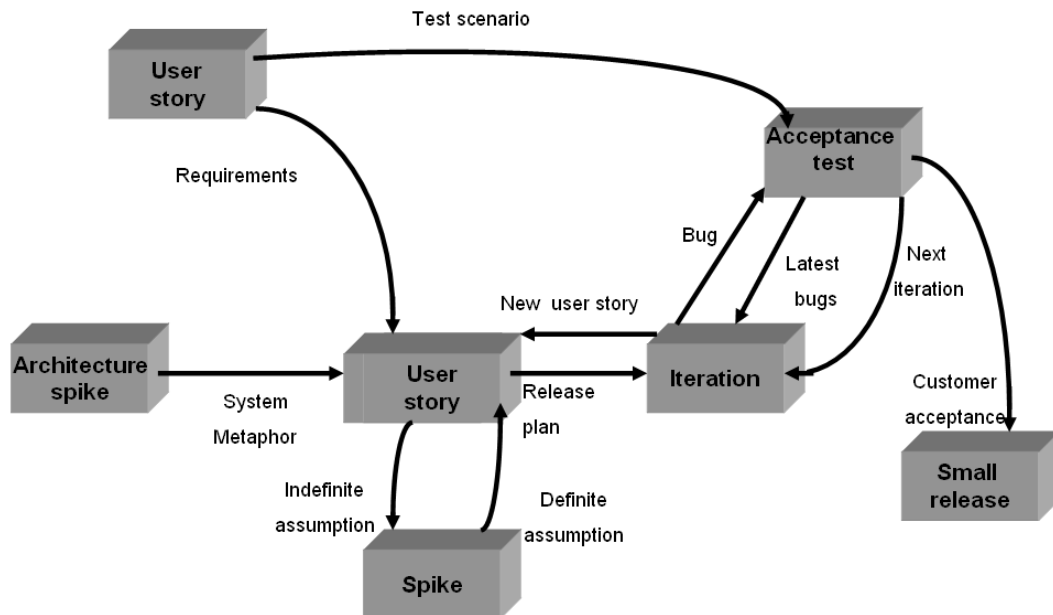 Test scenario
User
story
Acceptance
test
Requirements
Bug
Latest
bugs
Next
iteration
New user story
Architecture
spike
System
Metaphor
User
story
Release
plan
Iteration
Customer
acceptance
Small
release
Indefinite
assumption
Definite
assumption
Spike